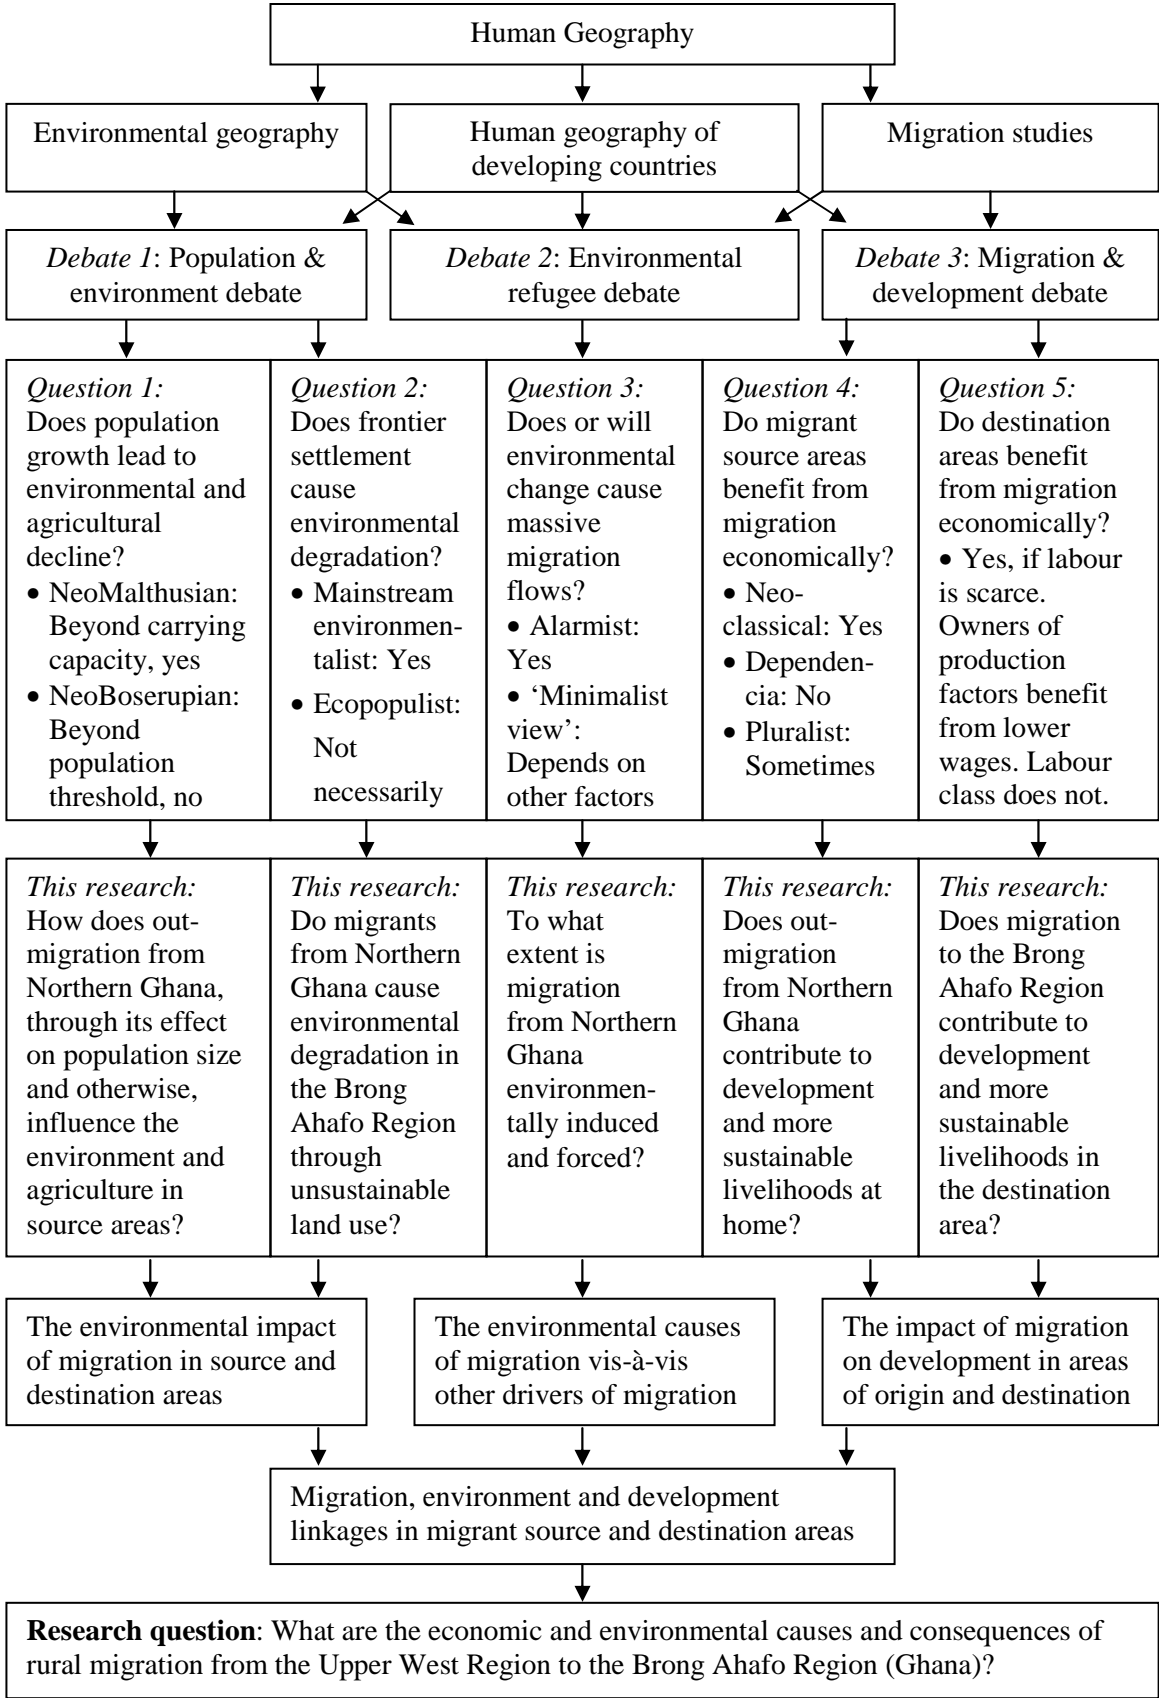 Human Geography
Environmental geography
Human geography of
developing countries
Migration studies
Debate 1: Population &
environment debate
Debate 2: Environmental
refugee debate
Debate 3: Migration &
development debate
Question 1:
Does population
growth lead to
environmental and
agricultural
decline?
• NeoMalthusian:
Beyond carrying
capacity, yes
• NeoBoserupian:
Beyond
population
threshold, no
Question 2:
Does frontier
settlement
cause
environmental
degradation?
• Mainstream
environmen-
talist: Yes
• Ecopopulist:
Not
necessarily
Question 3:
Does or will
environmental
change cause
massive
migration
flows?
• Alarmist:
Yes
• ‘Minimalist
view’:
Depends on
other factors
Question 4:
Do migrant
source areas
benefit from
migration
economically?
• Neo-
classical: Yes
• Dependen-
cia: No
• Pluralist:
Sometimes
Question 5:
Do destination
areas benefit
from migration
economically?
• Yes, if labour
is scarce.
Owners of
production
factors benefit
from lower
wages. Labour
class does not.
This research:
How does out-
migration from
Northern Ghana,
through its effect
on population size
and otherwise,
influence the
environment and
agriculture in
source areas?
This research:
Do migrants
from Northern
Ghana cause
environmental
degradation in
the Brong
Ahafo Region
through
unsustainable
land use?
This research:
To what
extent is
migration
from Northern
Ghana
environmen-
tally induced
and forced?
This research:
Does out-
migration
from Northern
Ghana
contribute to
development
and more
sustainable
livelihoods at
home?
This research:
Does migration
to the Brong
Ahafo Region
contribute to
development
and more
sustainable
livelihoods in
the destination
area?
The environmental impact
of migration in source and
destination areas
The environmental causes
of migration vis-à-vis
other drivers of migration
The impact of migration
on development in areas
of origin and destination
Migration, environment and development
linkages in migrant source and destination areas
Research question: What are the economic and environmental causes and consequences of
rural migration from the Upper West Region to the Brong Ahafo Region (Ghana)?